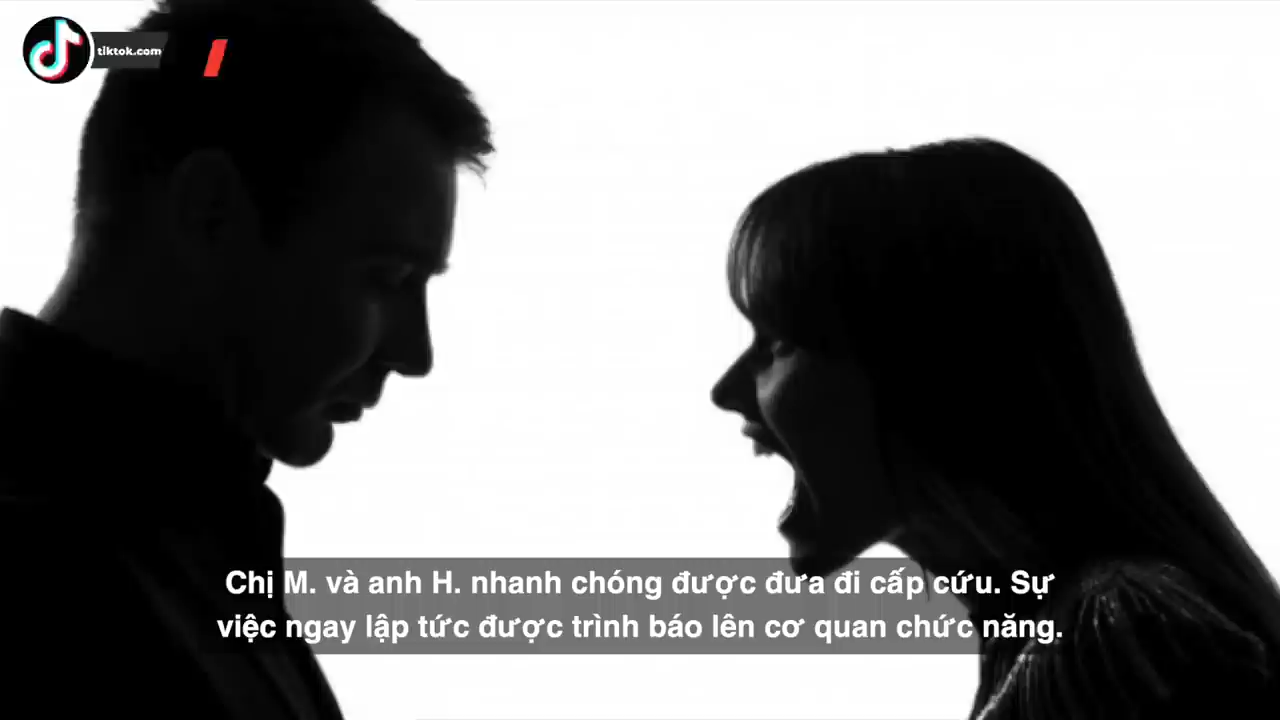 tiktok.com
Chị M. và anh H. nhanh chóng được đưa đi cấp cứu. Sự
việc ngay lập tức được trình báo lên cơ quan chức năng.